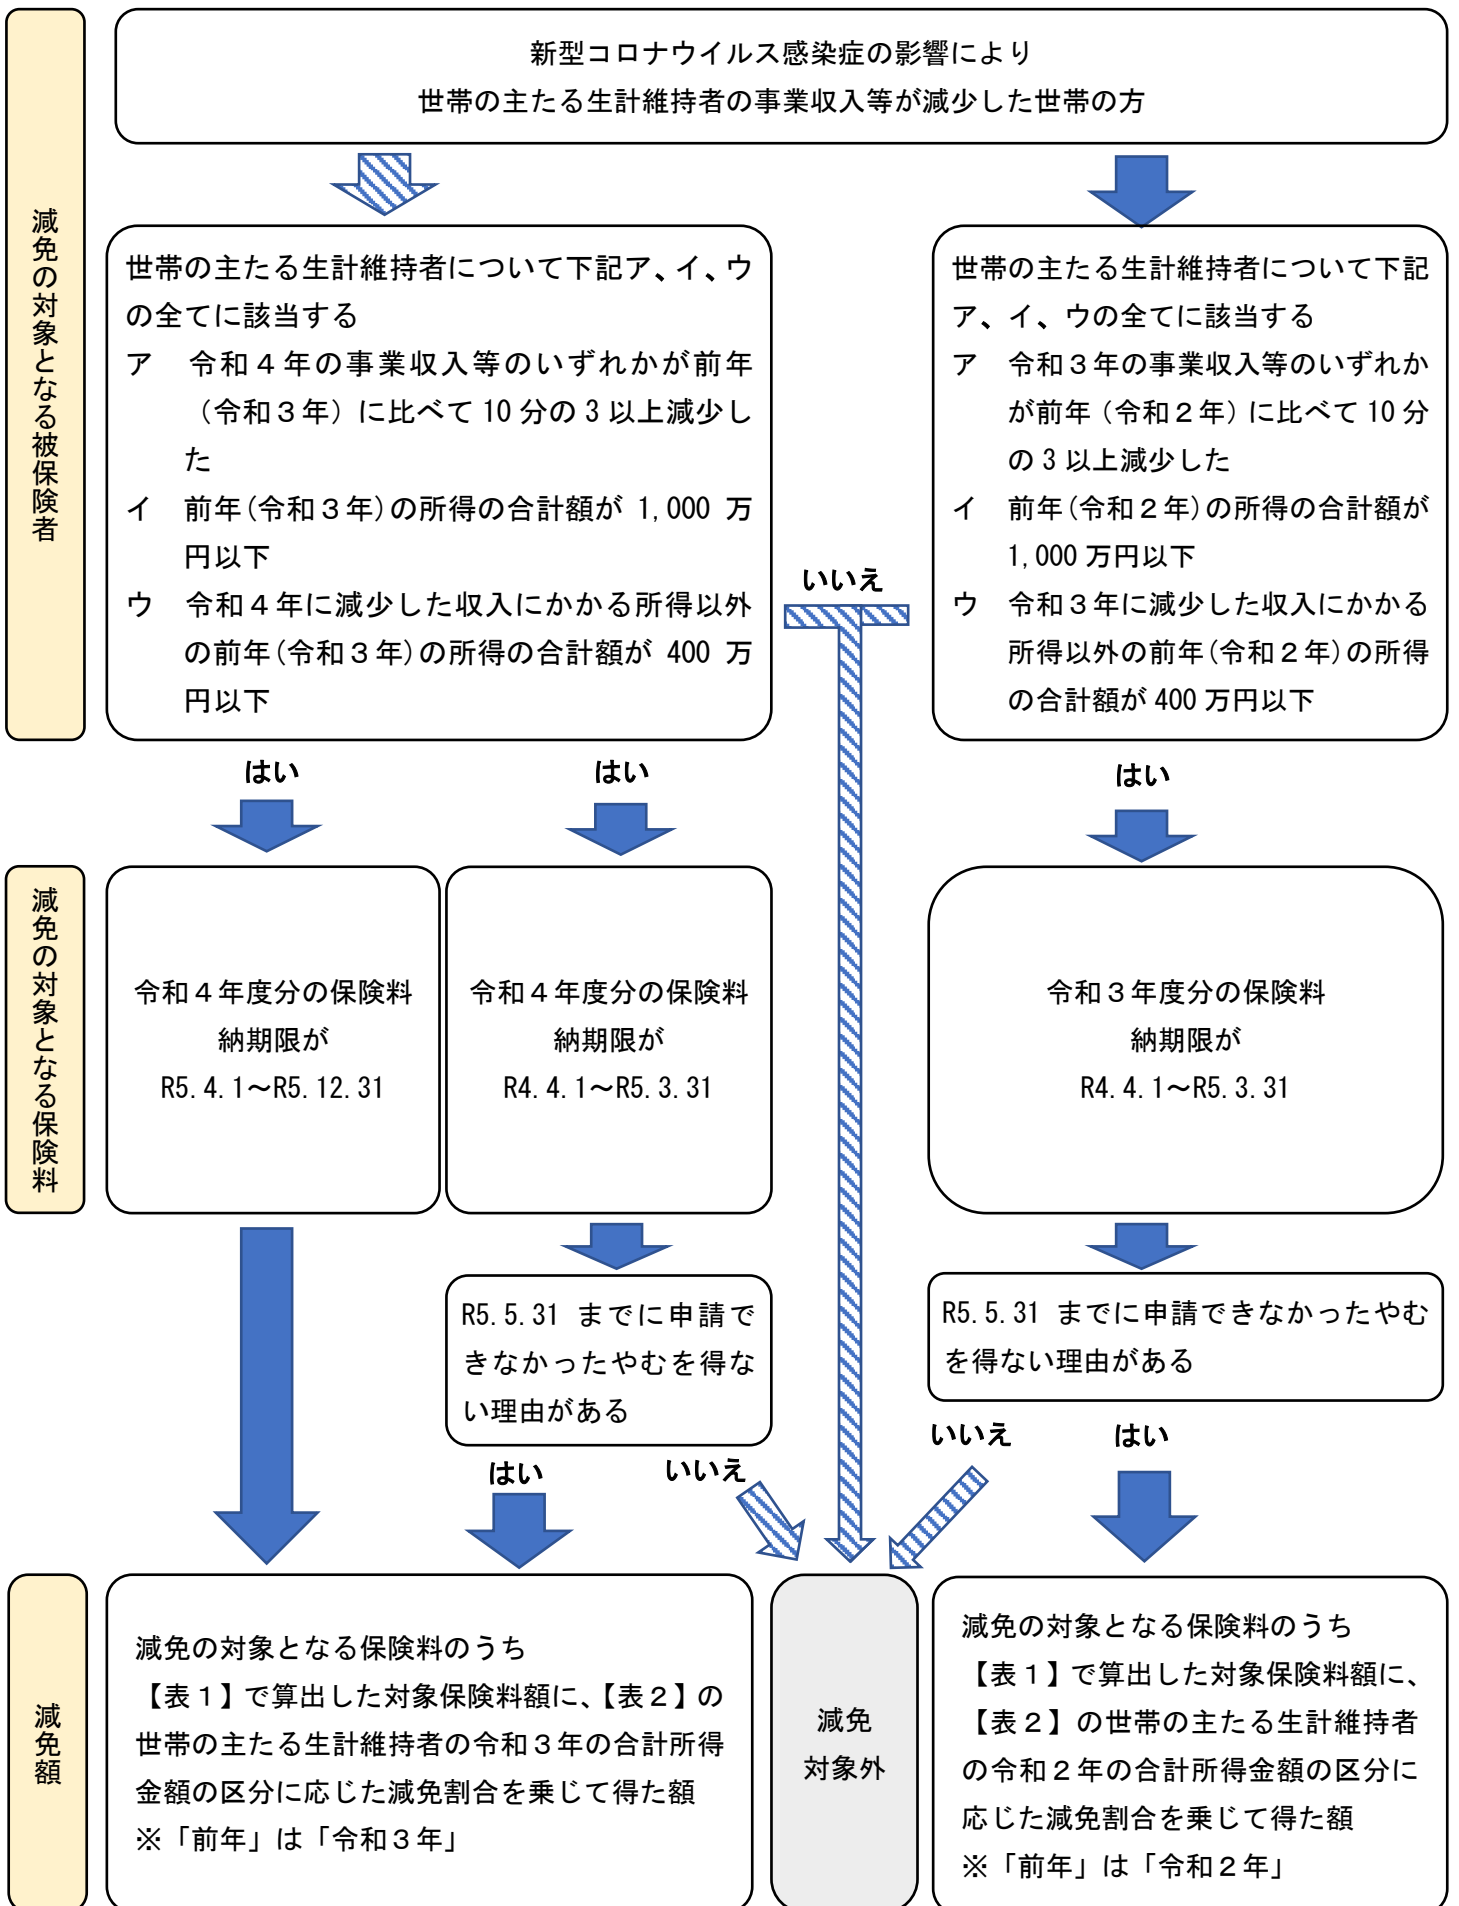 新型コロナウイルス感染症の影響により
世帯の主たる生計維持者の事業収入等が減少した世帯の方
減免の対象となる被保険者
世帯の主たる生計維持者について下記ア、イ、ウ
の全てに該当する
ア　令和４年の事業収入等のいずれかが前年
（令和３年）に比べて 10 分の 3 以上減少し
た
イ　前年(令和３年)の所得の合計額が 1,000 万
円以下
ウ　令和４年に減少した収入にかかる所得以外
の前年(令和３年)の所得の合計額が 400 万
円以下
いいえ
世帯の主たる生計維持者について下記
ア、イ、ウの全てに該当する
ア　令和３年の事業収入等のいずれか
が前年（令和２年）に比べて 10 分
の 3 以上減少した
イ　前年(令和２年)の所得の合計額が
1,000 万円以下
ウ　令和３年に減少した収入にかかる
所得以外の前年(令和２年)の所得
の合計額が 400 万円以下
はい
はい
はい
減免の対象となる保険料
令和４年度分の保険料
納期限が
R5.4.1～R5.12.31
令和４年度分の保険料
納期限が
R4.4.1～R5.3.31
令和３年度分の保険料
納期限が
R4.4.1～R5.3.31
R5.5.31 までに申請で
きなかったやむを得な
い理由がある
R5.5.31 までに申請できなかったやむ
を得ない理由がある
はい
いいえ
いいえ
はい
減免額
減免の対象となる保険料のうち
【表１】で算出した対象保険料額に、【表２】の
世帯の主たる生計維持者の令和３年の合計所得
金額の区分に応じた減免割合を乗じて得た額
※「前年」は「令和３年」
減免
対象外
減免の対象となる保険料のうち
【表１】で算出した対象保険料額に、
【表２】の世帯の主たる生計維持者
の令和２年の合計所得金額の区分に
応じた減免割合を乗じて得た額
※「前年」は「令和２年」